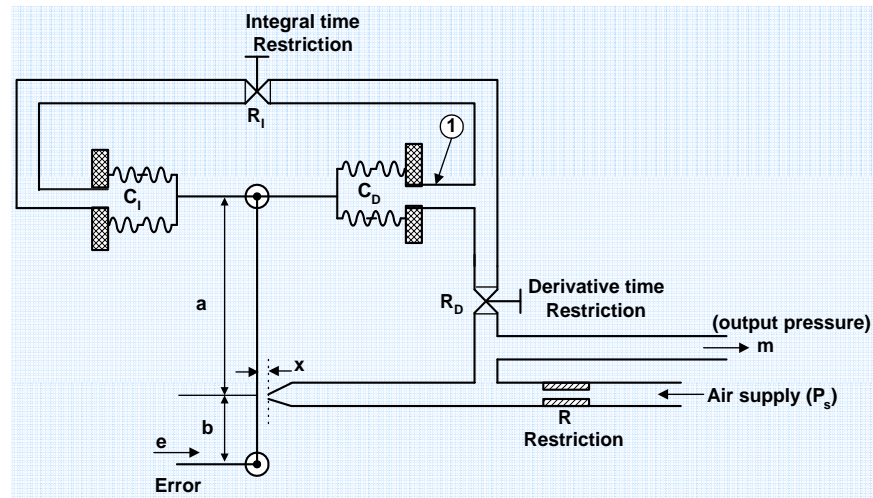 Integral time
Restriction
R_I
1
C_I
C_D
a
R_D
Derivative time
Restriction
(output pressure)
m
x
Air supply (P_s)
b
R
Restriction
e
Error